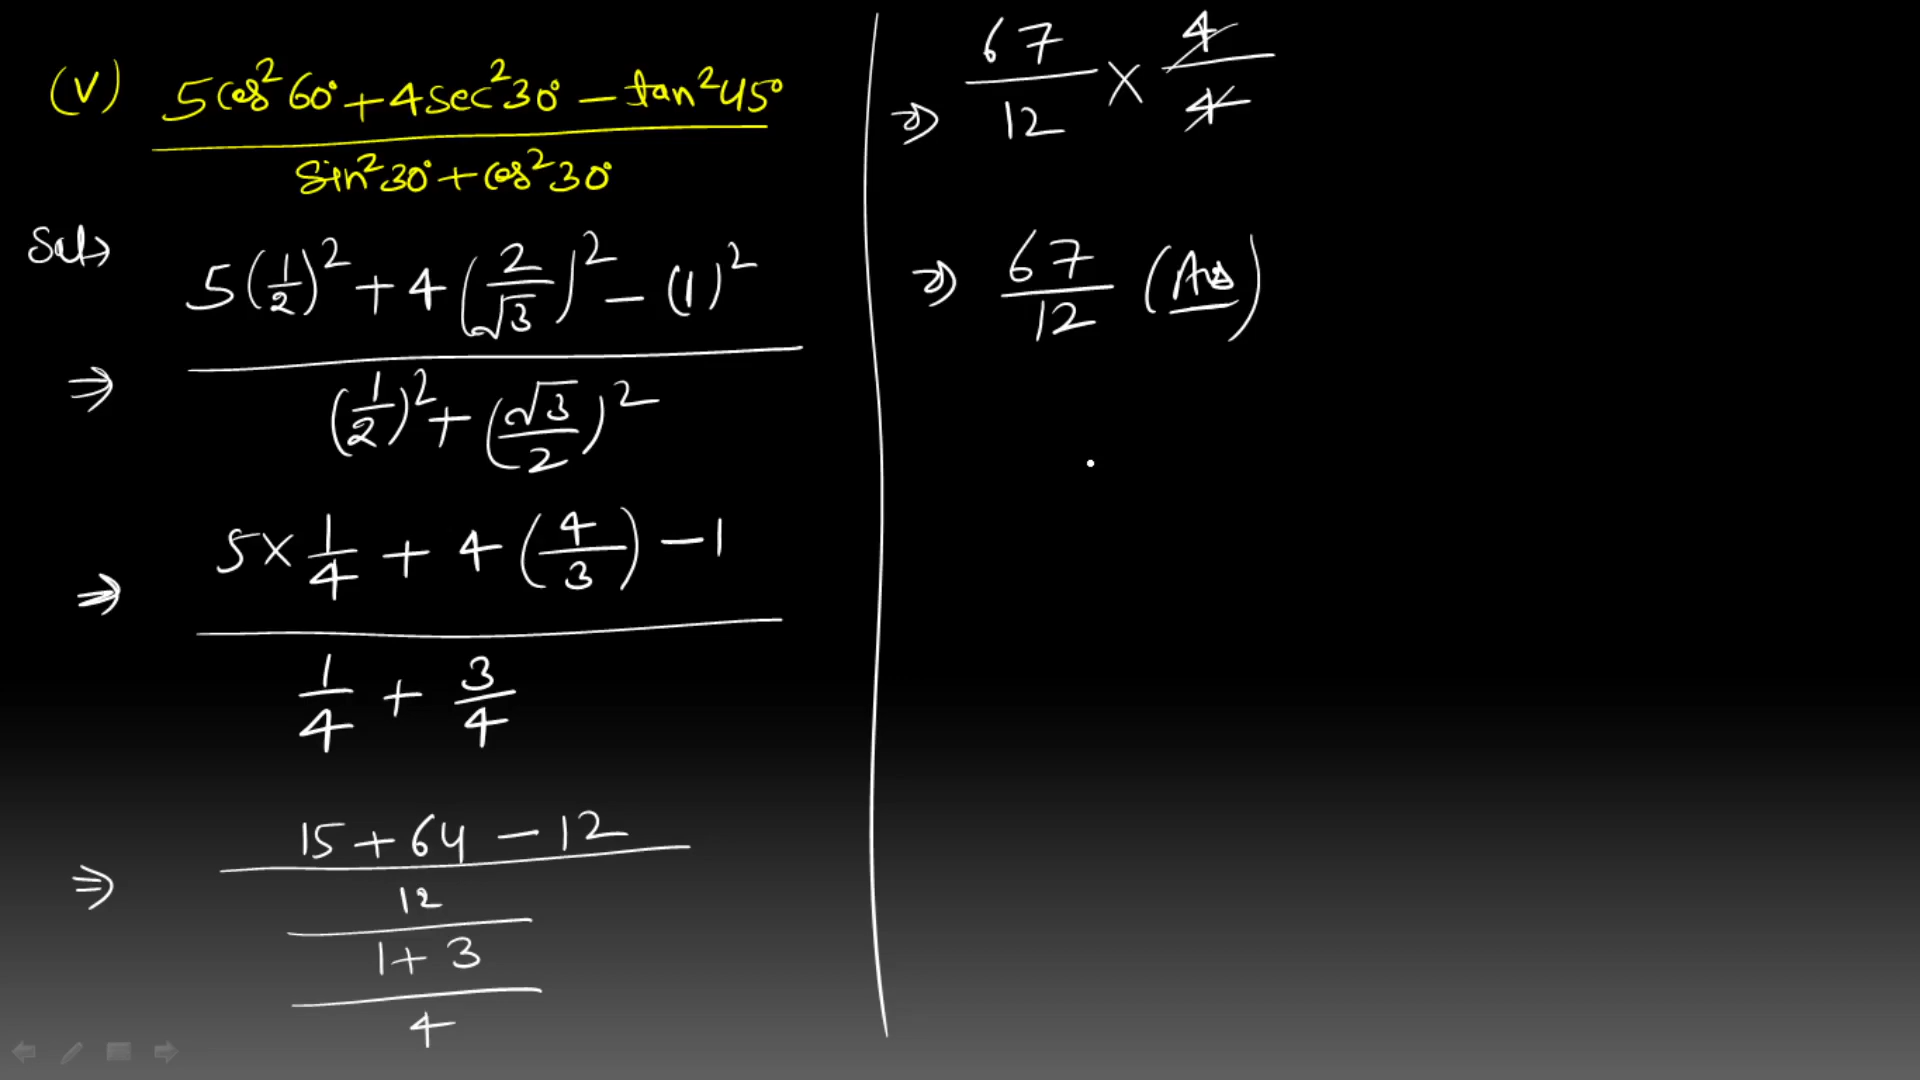 (V) 5cos²60° + 4sec²30° − tan²45°
sin²30° + cos²30°
Sol→
5(1/2)² + 4(2/√3)² − (1)²
⇒
(1/2)² + (√3/2)²
5×1/4 + 4(4/3) − 1
⇒
1/4 + 3/4
15 + 64 − 12
⇒
12
1 + 3
4
⇒ 67/12 × 4/4
⇒ 67/12 (Ans)